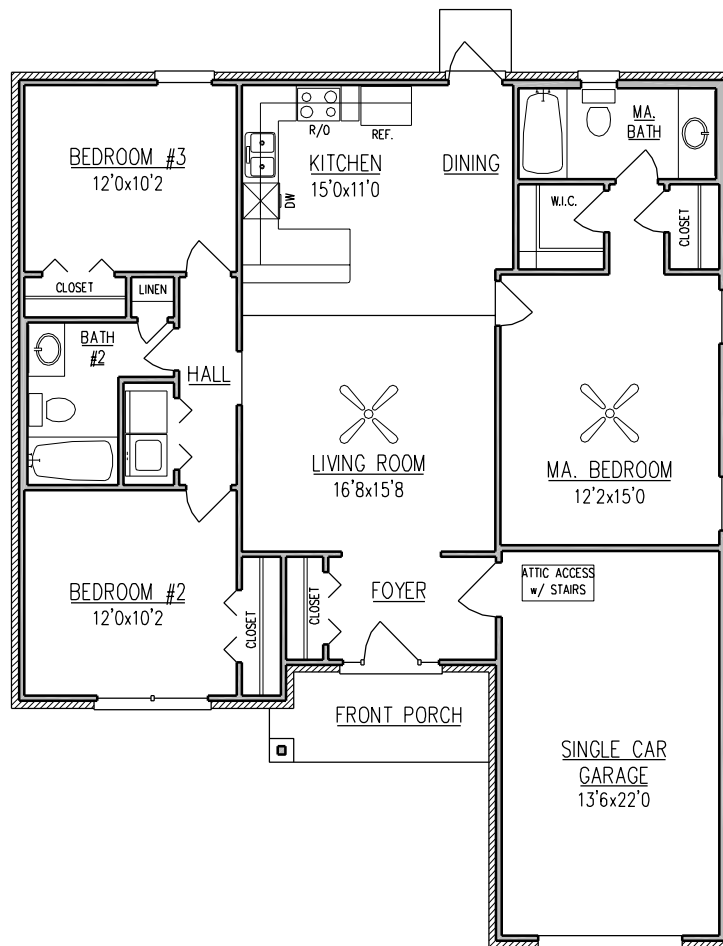 BEDROOM #3
12'0x10'2
R/O
REF.
KITCHEN
15'0x11'0
DINING
MA.
BATH
DW
W.I.C.
CLOSET
CLOSET
LINEN
BATH
#2
HALL
LIVING ROOM
16'8x15'8
MA. BEDROOM
12'2x15'0
BEDROOM #2
12'0x10'2
CLOSET
CLOSET
FOYER
ATTIC ACCESS
w/ STAIRS
FRONT PORCH
SINGLE CAR
GARAGE
13'6x22'0